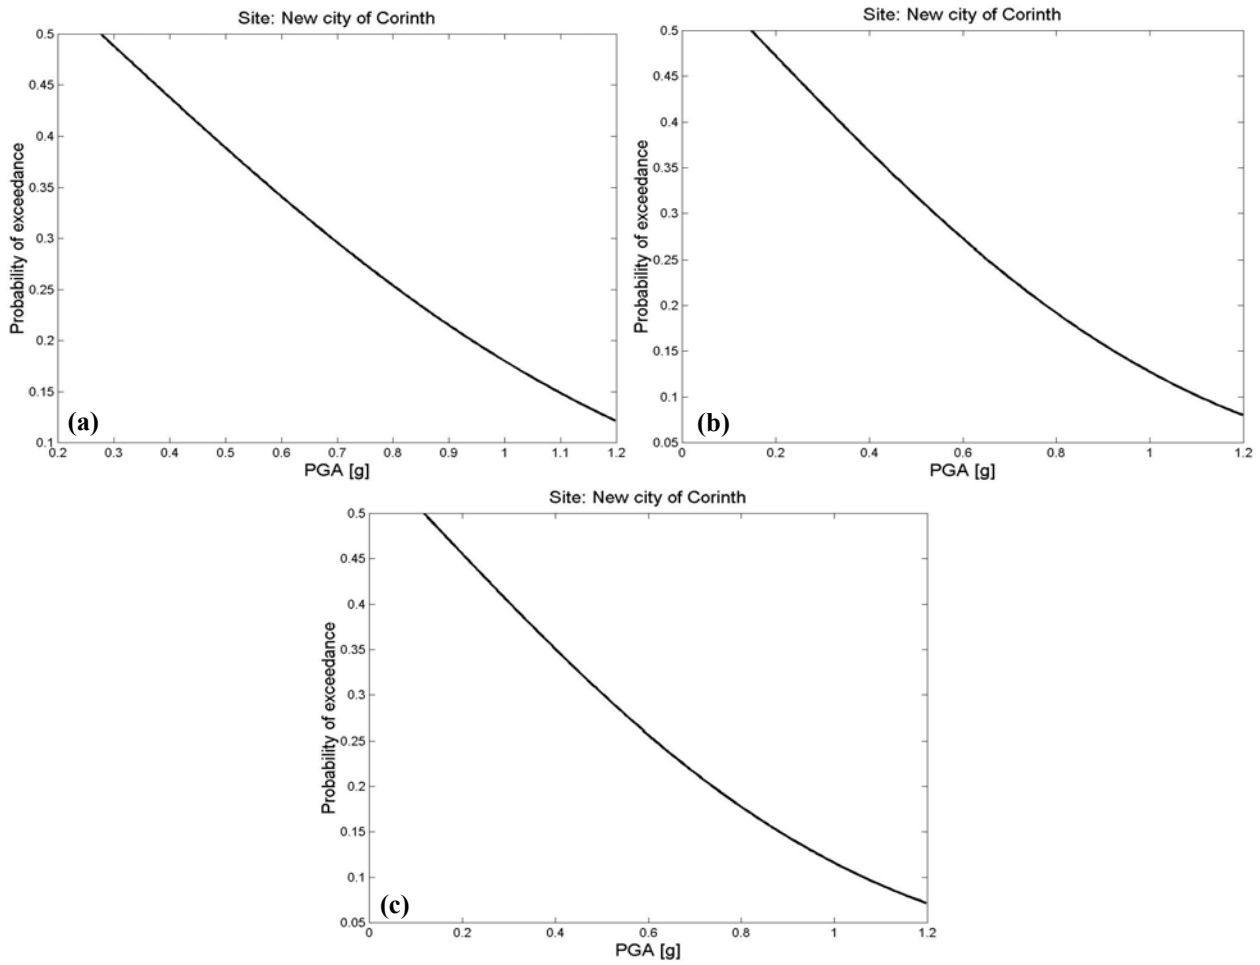 Site: New city of Corinth
Probability of exceedance
0.5
0.45
0.4
0.35
0.3
0.25
0.2
0.15
0.1
(a)
0.2 0.3 0.4 0.5 0.6 0.7 0.8 0.9 1 1.1 1.2
PGA [g]
Site: New city of Corinth
Probability of exceedance
0.5
0.45
0.4
0.35
0.3
0.25
0.2
0.15
0.1
0.05
(b)
0 0.2 0.4 0.6 0.8 1 1.2
PGA [g]
Site: New city of Corinth
Probability of exceedance
0.5
0.45
0.4
0.35
0.3
0.25
0.2
0.15
0.1
0.05
(c)
0 0.2 0.4 0.6 0.8 1 1.2
PGA [g]